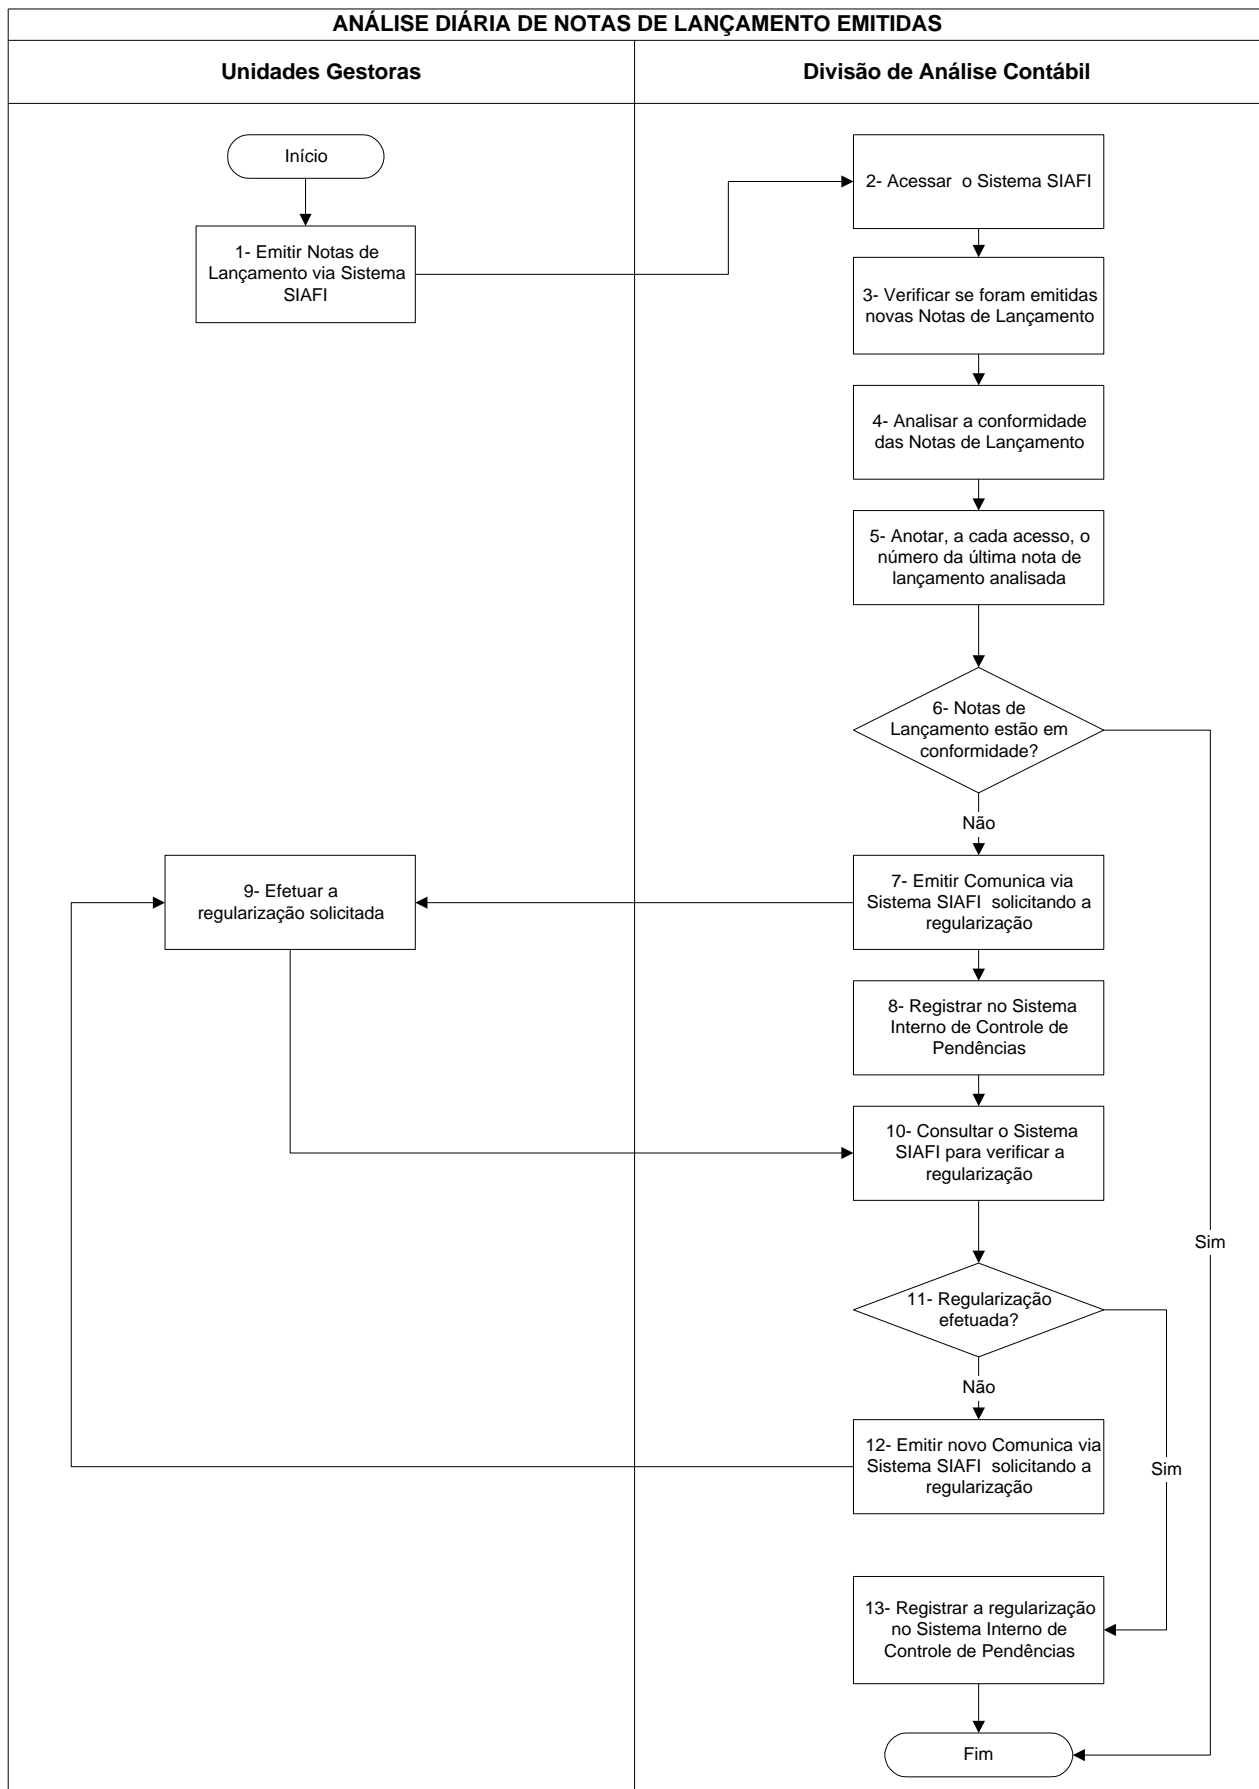 ANÁLISE DIÁRIA DE NOTAS DE LANÇAMENTO EMITIDAS
Unidades Gestoras
Divisão de Análise Contábil
Início
1- Emitir Notas de
Lançamento via Sistema
SIAFI
2- Acessar o Sistema SIAFI
3- Verificar se foram emitidas
novas Notas de Lançamento
4- Analisar a conformidade
das Notas de Lançamento
5- Anotar, a cada acesso, o
número da última nota de
lançamento analisada
6- Notas de
Lançamento estão em
conformidade?
Não
7- Emitir Comunica via
Sistema SIAFI solicitando a
regularização
8- Registrar no Sistema
Interno de Controle de
Pendências
9- Efetuar a
regularização solicitada
10- Consultar o Sistema
SIAFI para verificar a
regularização
Sim
11- Regularização
efetuada?
Não
12- Emitir novo Comunica via
Sistema SIAFI solicitando a
regularização
Sim
13- Registrar a regularização
no Sistema Interno de
Controle de Pendências
Fim